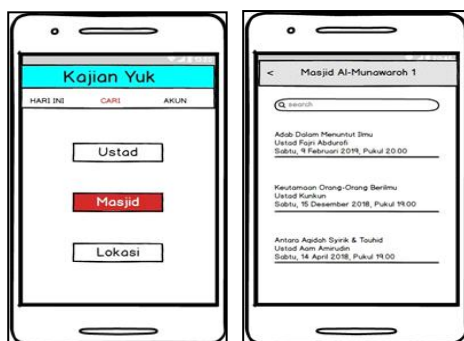 Kajian Yuk
HARI INI CARI AKUN
Ustad
Masjid
Lokasi
< Masjid Al-Munawaroh 1
search
Adab Dalam Menuntut Ilmu
Ustad Fajri Abdurofi
Sabtu, 9 Februari 2019, Pukul 20.00
Keutamaan Orang-Orang Berilmu
Ustad Kunkun
Sabtu, 15 Desember 2018, Pukul 19.00
Antara Aqidah Syirik & Tauhid
Ustad Aam Amirudin
Sabtu, 14 April 2018, Pukul 19.00